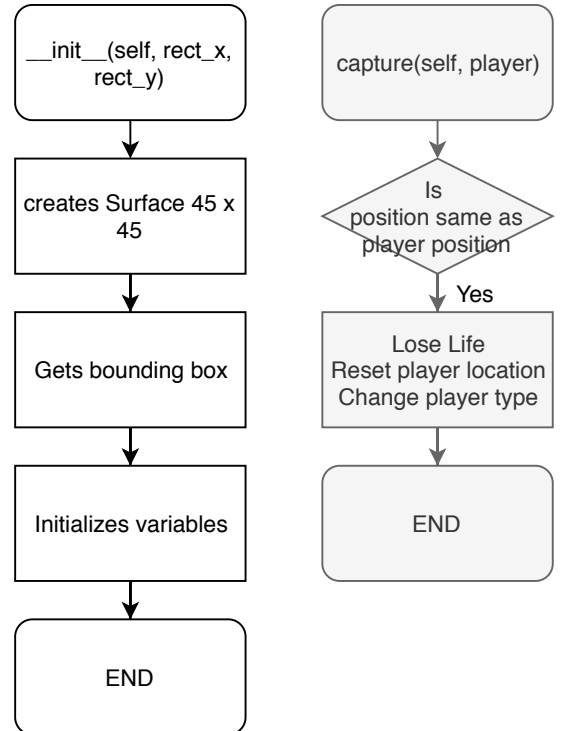 __init__(self, rect_x,
rect_y)
creates Surface 45 x
45
Gets bounding box
Initializes variables
END
capture(self, player)
Is
position same as
player position
Yes
Lose Life
Reset player location
Change player type
END